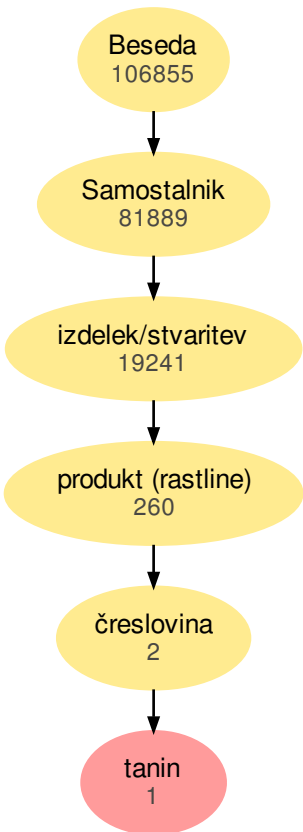 Beseda
106855
Samostalnik
81889
izdelek/stvaritev
19241
produkt (rastline)
260
čreslovina
2
tanin
1